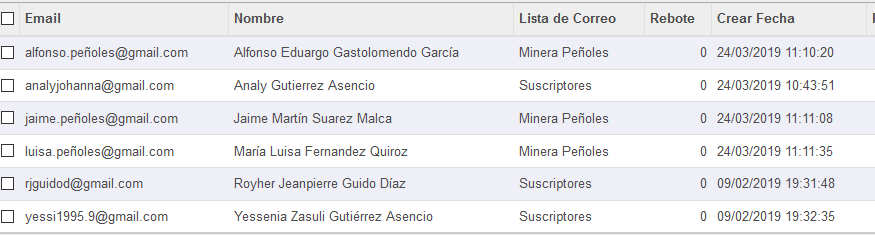 Email Nombre Lista de Correo Rebote Crear Fecha
alfonso.peñoles@gmail.com Alfonso Eduargo Gastolomendo García Minera Peñoles 0 24/03/2019 11:10:20
analyjohanna@gmail.com Analy Gutierrez Asencio Suscriptores 0 24/03/2019 10:43:51
jaime.peñoles@gmail.com Jaime Martín Suarez Malca Minera Peñoles 0 24/03/2019 11:11:08
luisa.peñoles@gmail.com María Luisa Fernandez Quiroz Minera Peñoles 0 24/03/2019 11:11:35
rjguidod@gmail.com Royher Jeanpierre Guido Díaz Suscriptores 0 09/02/2019 19:31:48
yessi1995.9@gmail.com Yessenia Zasuli Gutiérrez Asencio Suscriptores 0 09/02/2019 19:32:35